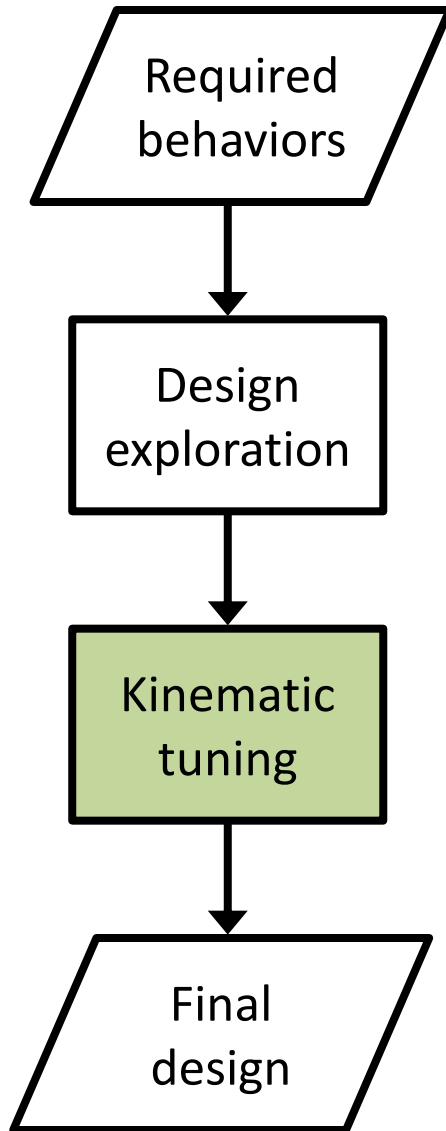 Required
behaviors
Design
exploration
Kinematic
tuning
Final
design